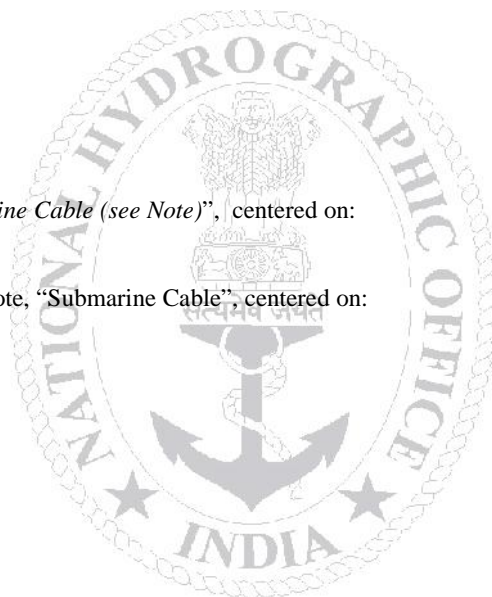 NATIONAL HYDROGRAPHIC OFFICE
ine Cable (see Note)”, centered on:
ote, “Submarine Cable”, centered on:
सत्यमेव जयते
INDIA